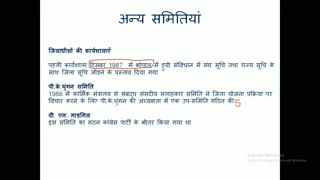 अन्य समितियां
जिलाधीशों की कार्यशालाऐं
पहली कार्यशाला दिसंबर 1987 में भोपाल में हुयी संविधान में संघ सूचि तथा राज्य सूचि के
साथ जिला सूचि जोडने के प्रस्ताव दिया गया
पी.के.थुंगन समिति
1988 में कार्मिक मंत्रालय से संबद्ध संसदीय सलाहकार समिति ने जिला योजना प्रक्रिया पर
विचार करने के लिए पी.के.थुंगन की अध्यक्षता में एक उप-समिति गठित की
वी. एन. गाडगिल
इस समिति का गठन कांग्रेस पार्टी के भीतर किया गया था